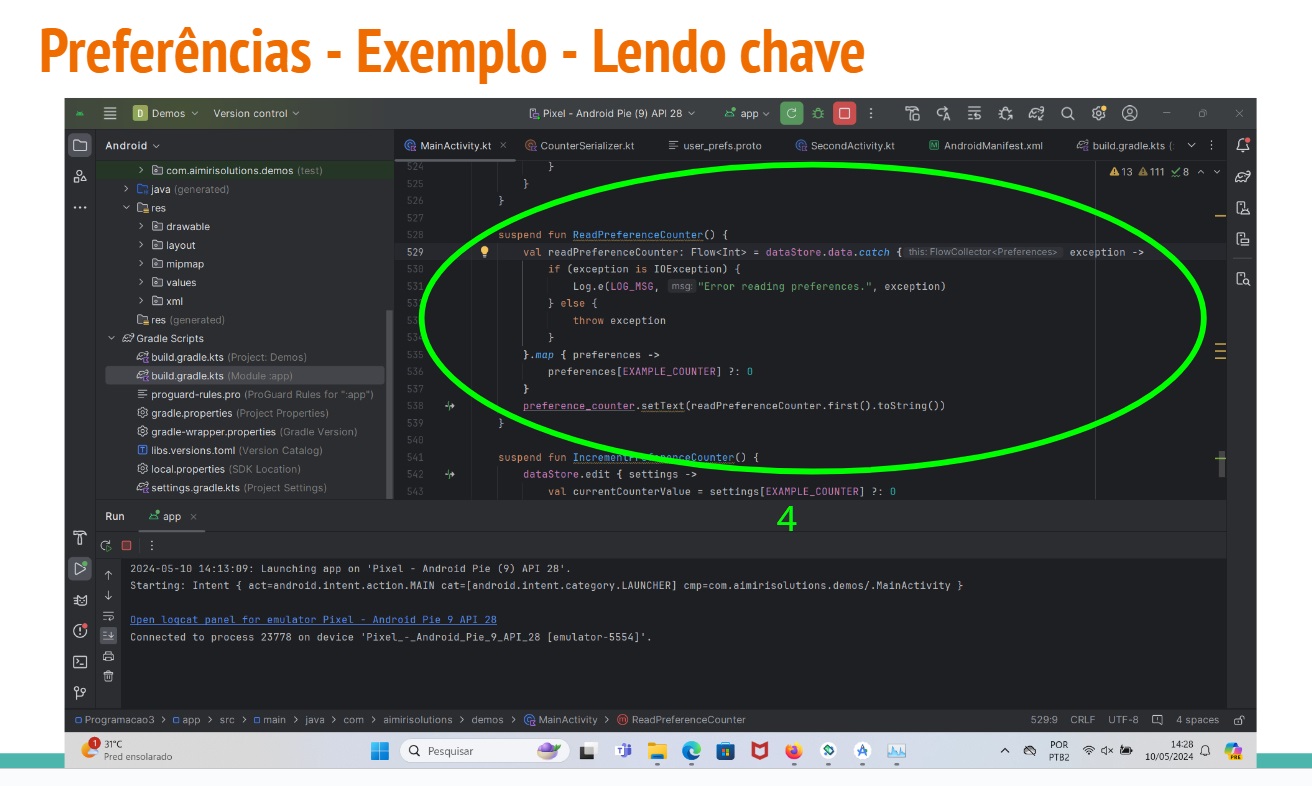 Preferências - Exemplo - Lendo chave
Demos Version control Pixel - Android Pie (9) API 28 app
Android
MainActivity.kt CounterSerializer.kt user_prefs.proto SecondActivity.kt AndroidManifest.xml build.gradle.kts (:
com.aimirisolutions.demos (test)
java (generated)
res
drawable
layout
mipmap
values
xml
res (generated)
Gradle Scripts
build.gradle.kts (Project: Demos)
build.gradle.kts (Module :app)
proguard-rules.pro (ProGuard Rules for ":app")
gradle.properties (Project Properties)
gradle-wrapper.properties (Gradle Version)
libs.versions.toml (Version Catalog)
local.properties (SDK Location)
settings.gradle.kts (Project Settings)
13 111 8
524 }
525 }
526 }
527
528 suspend fun ReadPreferenceCounter() {
529 val readPreferenceCounter: Flow<Int> = dataStore.data.catch { this: FlowCollector<Preferences> exception ->
530 if (exception is IOException) {
531 Log.e(LOG_MSG, msg: "Error reading preferences.", exception)
} else {
throw exception
}
535 }.map { preferences ->
536 preferences[EXAMPLE_COUNTER] ?: 0
537 }
538 preference_counter.setText(readPreferenceCounter.first().toString())
539 }
540
541 suspend fun IncrementPreferenceCounter() {
542 dataStore.edit { settings ->
543 val currentCounterValue = settings[EXAMPLE_COUNTER] ?: 0
4
Run app
2024-05-10 14:13:09: Launching app on 'Pixel - Android Pie (9) API 28'.
Starting: Intent { act=android.intent.action.MAIN cat=[android.intent.category.LAUNCHER] cmp=com.aimirisolutions.demos/.MainActivity }
Open logcat panel for emulator Pixel - Android Pie 9 API 28
Connected to process 23778 on device 'Pixel_-_Android_Pie_9_API_28 [emulator-5554]'.
Programacao3 > app > src > main > java > com > aimirisolutions > demos > MainActivity > ReadPreferenceCounter 529:9 CRLF UTF-8 4 spaces
1 31°C
Pred ensolarado
Pesquisar
POR
PTB2
14:28
10/05/2024
PRE